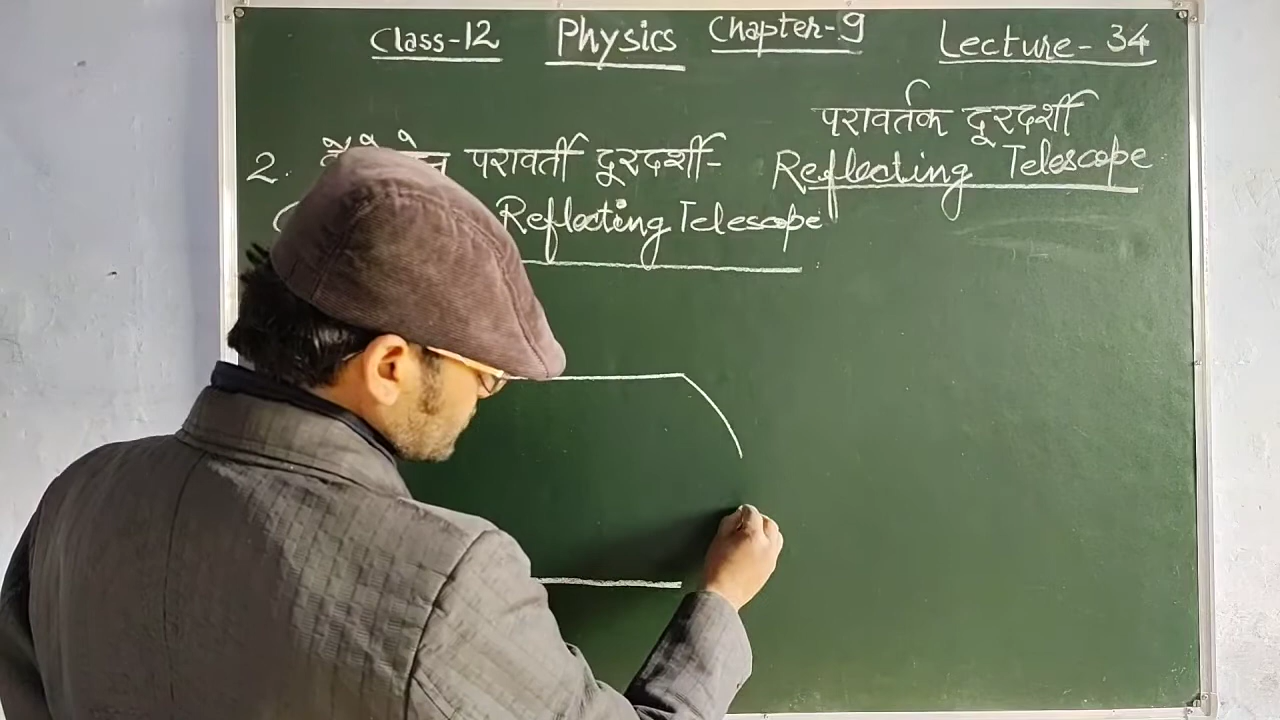 Class-12 Physics Chapter-9 Lecture-34
परावर्तक दूरदर्शी
Reflecting Telescope
2. परावर्ती दूरदर्शी-
Reflecting Telescope